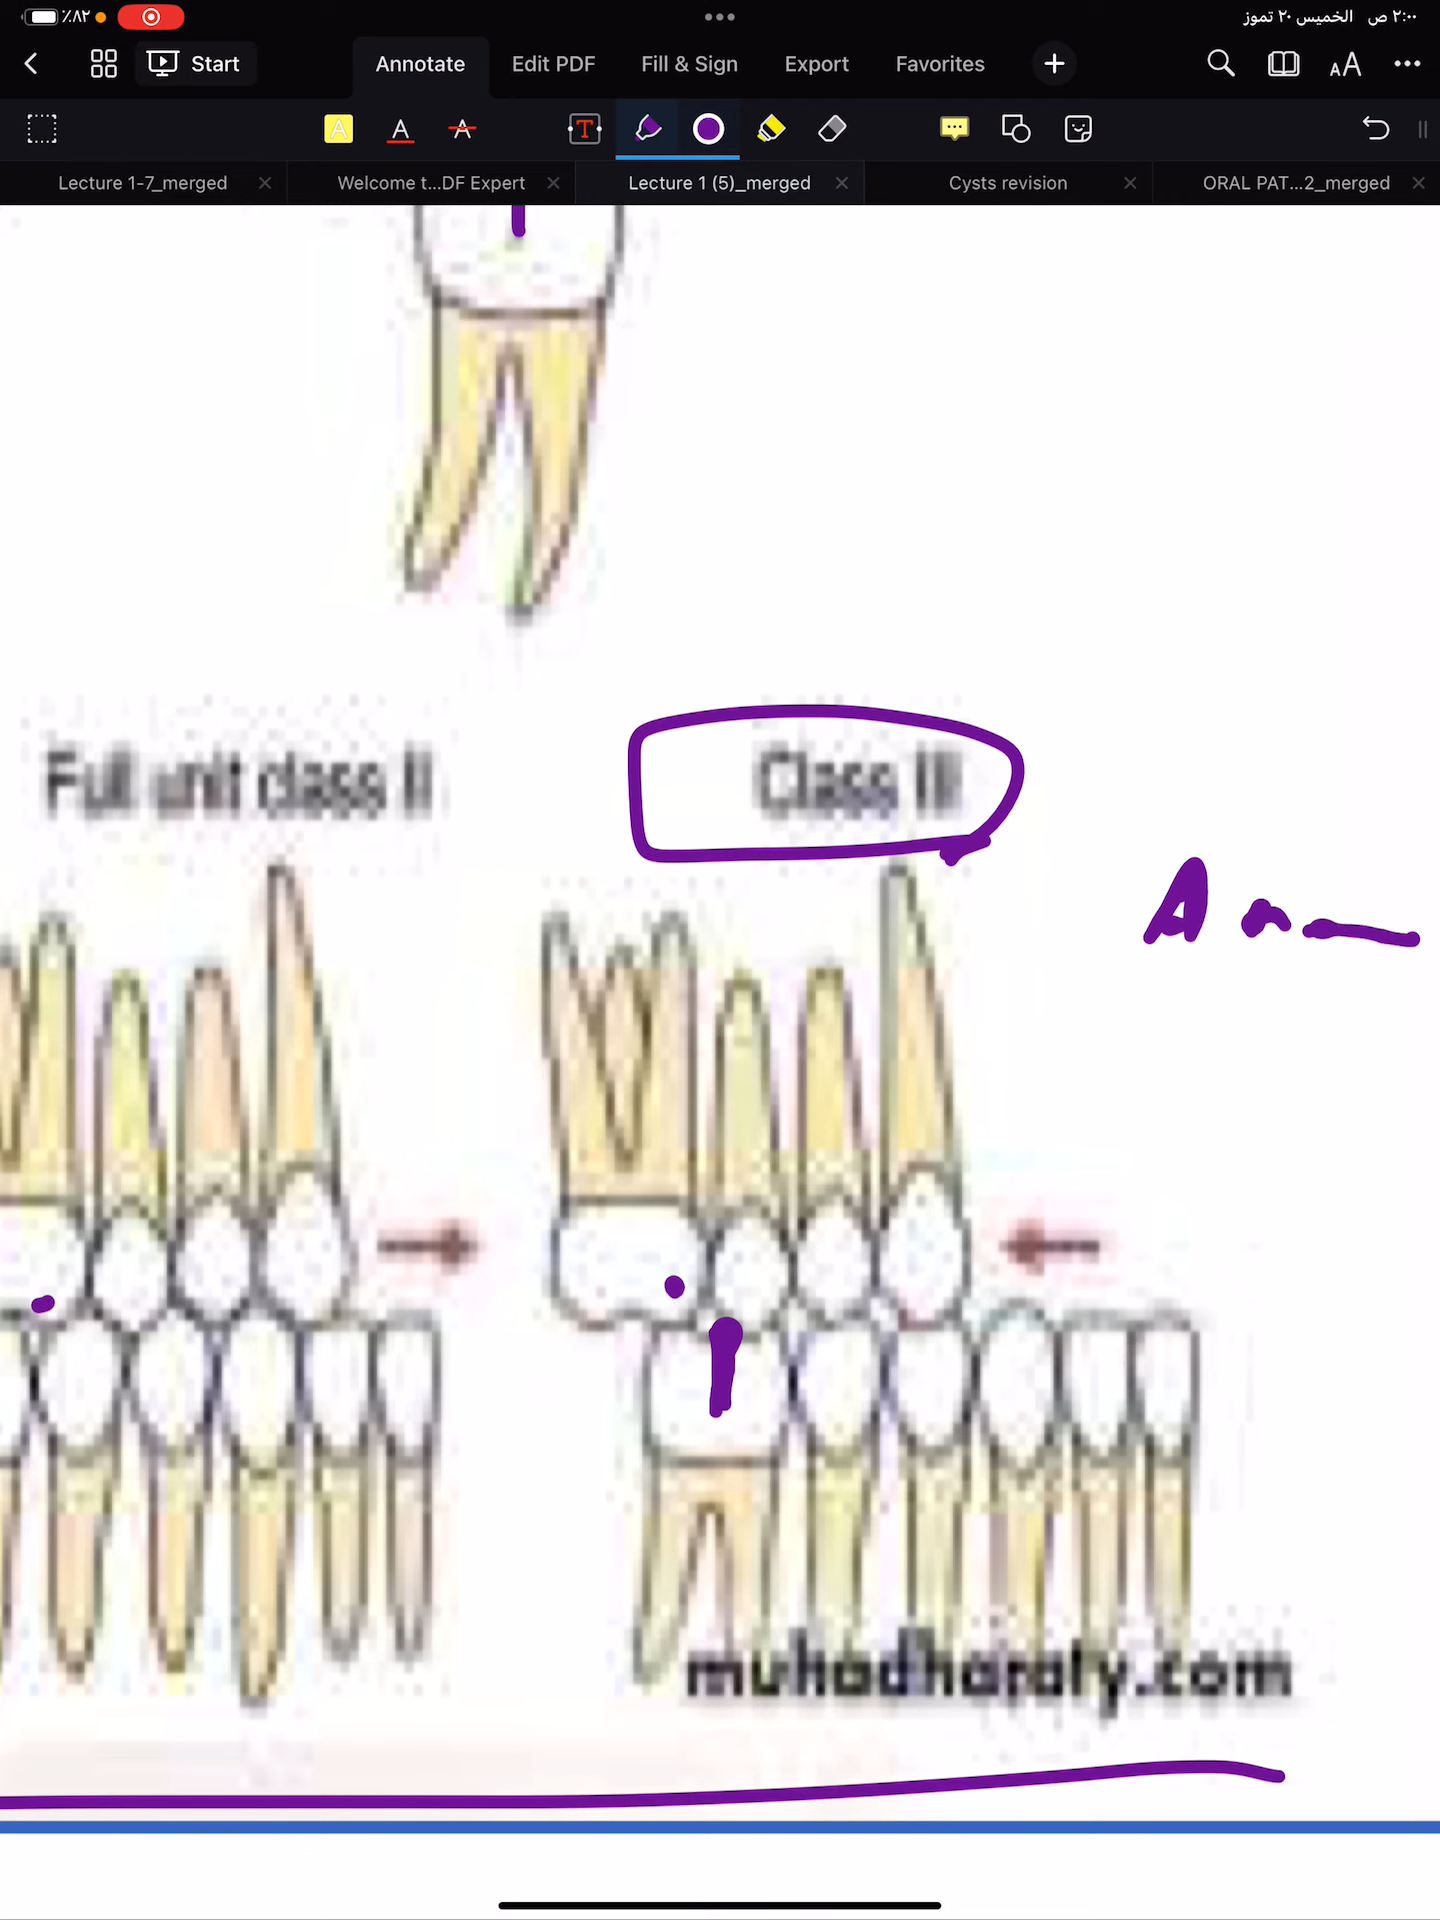 ٪٨٢
٢:٠٠ ص الخميس ٢٠ تموز
Start Annotate Edit PDF Fill & Sign Export Favorites AA
A A A T
Lecture 1-7_merged Welcome t...DF Expert Lecture 1 (5)_merged Cysts revision ORAL PAT...2_merged
Full unit class II Class III
muhadharaty.com